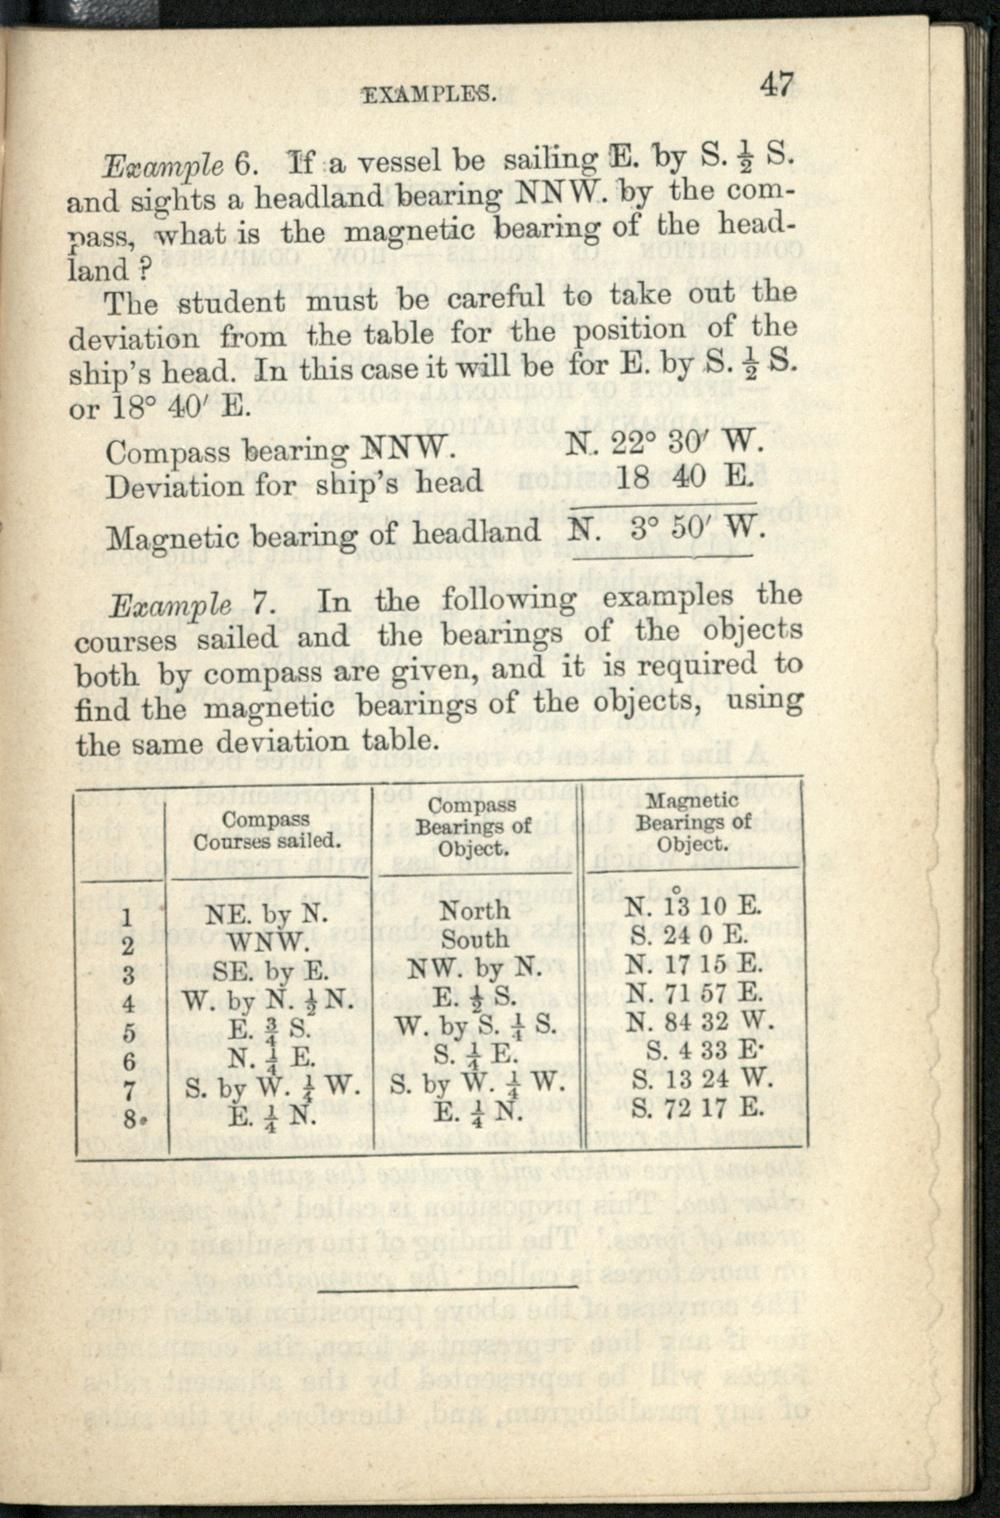 EXAMPLES. 47
Example 6. If a vessel be sailing E. by S. ½ S.
and sights a headland bearing NNW. by the com-
pass, what is the magnetic bearing of the head-
land ?
The student must be careful to take out the
deviation from the table for the position of the
ship's head. In this case it will be for E. by S. ½ S.
or 18° 40′ E.
Compass bearing NNW. N. 22° 30′ W.
Deviation for ship's head 18 40 E.
Magnetic bearing of headland N. 3° 50′ W.
Example 7. In the following examples the
courses sailed and the bearings of the objects
both by compass are given, and it is required to
find the magnetic bearings of the objects, using
the same deviation table.
Compass Courses sailed. Compass Bearings of Object. Magnetic Bearings of Object.
1 NE. by N. North N. 13° 10 E.
2 WNW. South S. 24 0 E.
3 SE. by E. NW. by N. N. 17 15 E.
4 W. by N. ½ N. E. ½ S. N. 71 57 E.
5 E. ¾ S. W. by S. ¼ S. N. 84 32 W.
6 N. ¼ E. S. ¼ E. S. 4 33 E.
7 S. by W. ¼ W. S. by W. ¼ W. S. 13 24 W.
8. E. ¼ N. E. ¼ N. S. 72 17 E.